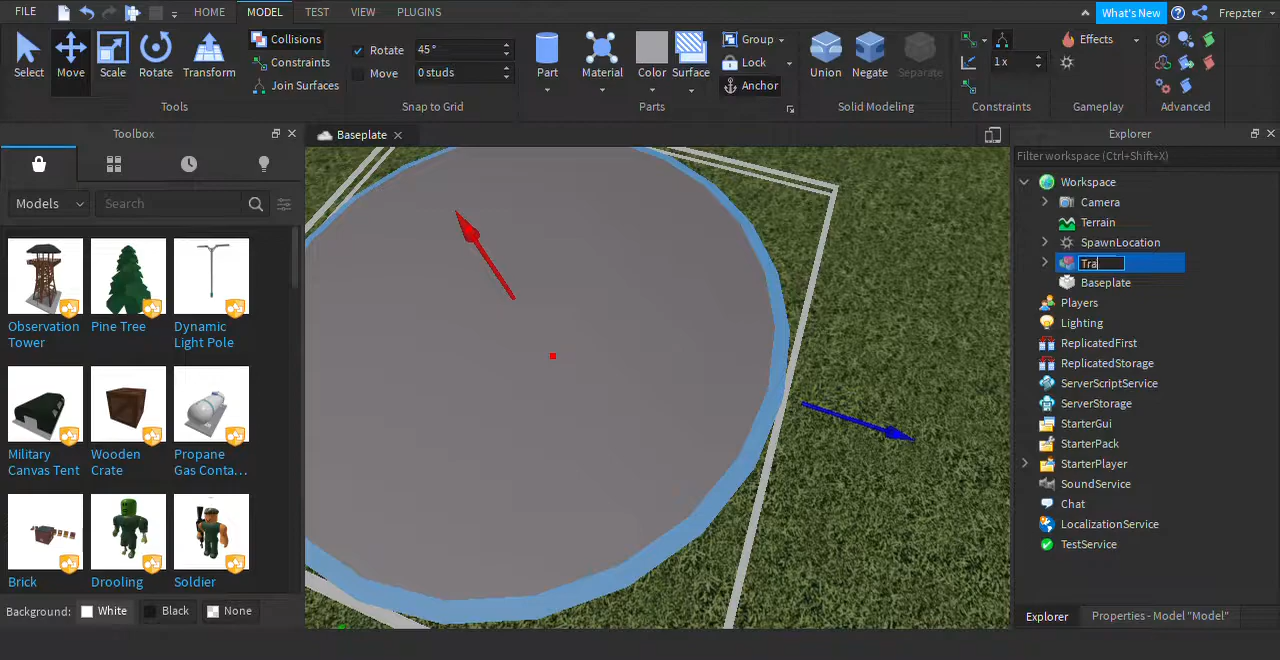 FILE HOME MODEL TEST VIEW PLUGINS What's New Frepzter
Select Move Scale Rotate Transform
Collisions
Constraints
Join Surfaces
Rotate 45 °
Move 0 studs
Part Material Color Surface
Group
Lock
Anchor
Union Negate Separate
1 x
Effects
Tools Snap to Grid Parts Solid Modeling Constraints Gameplay Advanced
Toolbox
Models Search
Observation Tower
Pine Tree
Dynamic Light Pole
Military Canvas Tent
Wooden Crate
Propane Gas Conta...
Brick Drooling Soldier
Background: White Black None
Baseplate
Explorer
Filter workspace (Ctrl+Shift+X)
Workspace
Camera
Terrain
SpawnLocation
Tra
Baseplate
Players
Lighting
ReplicatedFirst
ReplicatedStorage
ServerScriptService
ServerStorage
StarterGui
StarterPack
StarterPlayer
SoundService
Chat
LocalizationService
TestService
Explorer Properties - Model "Model"